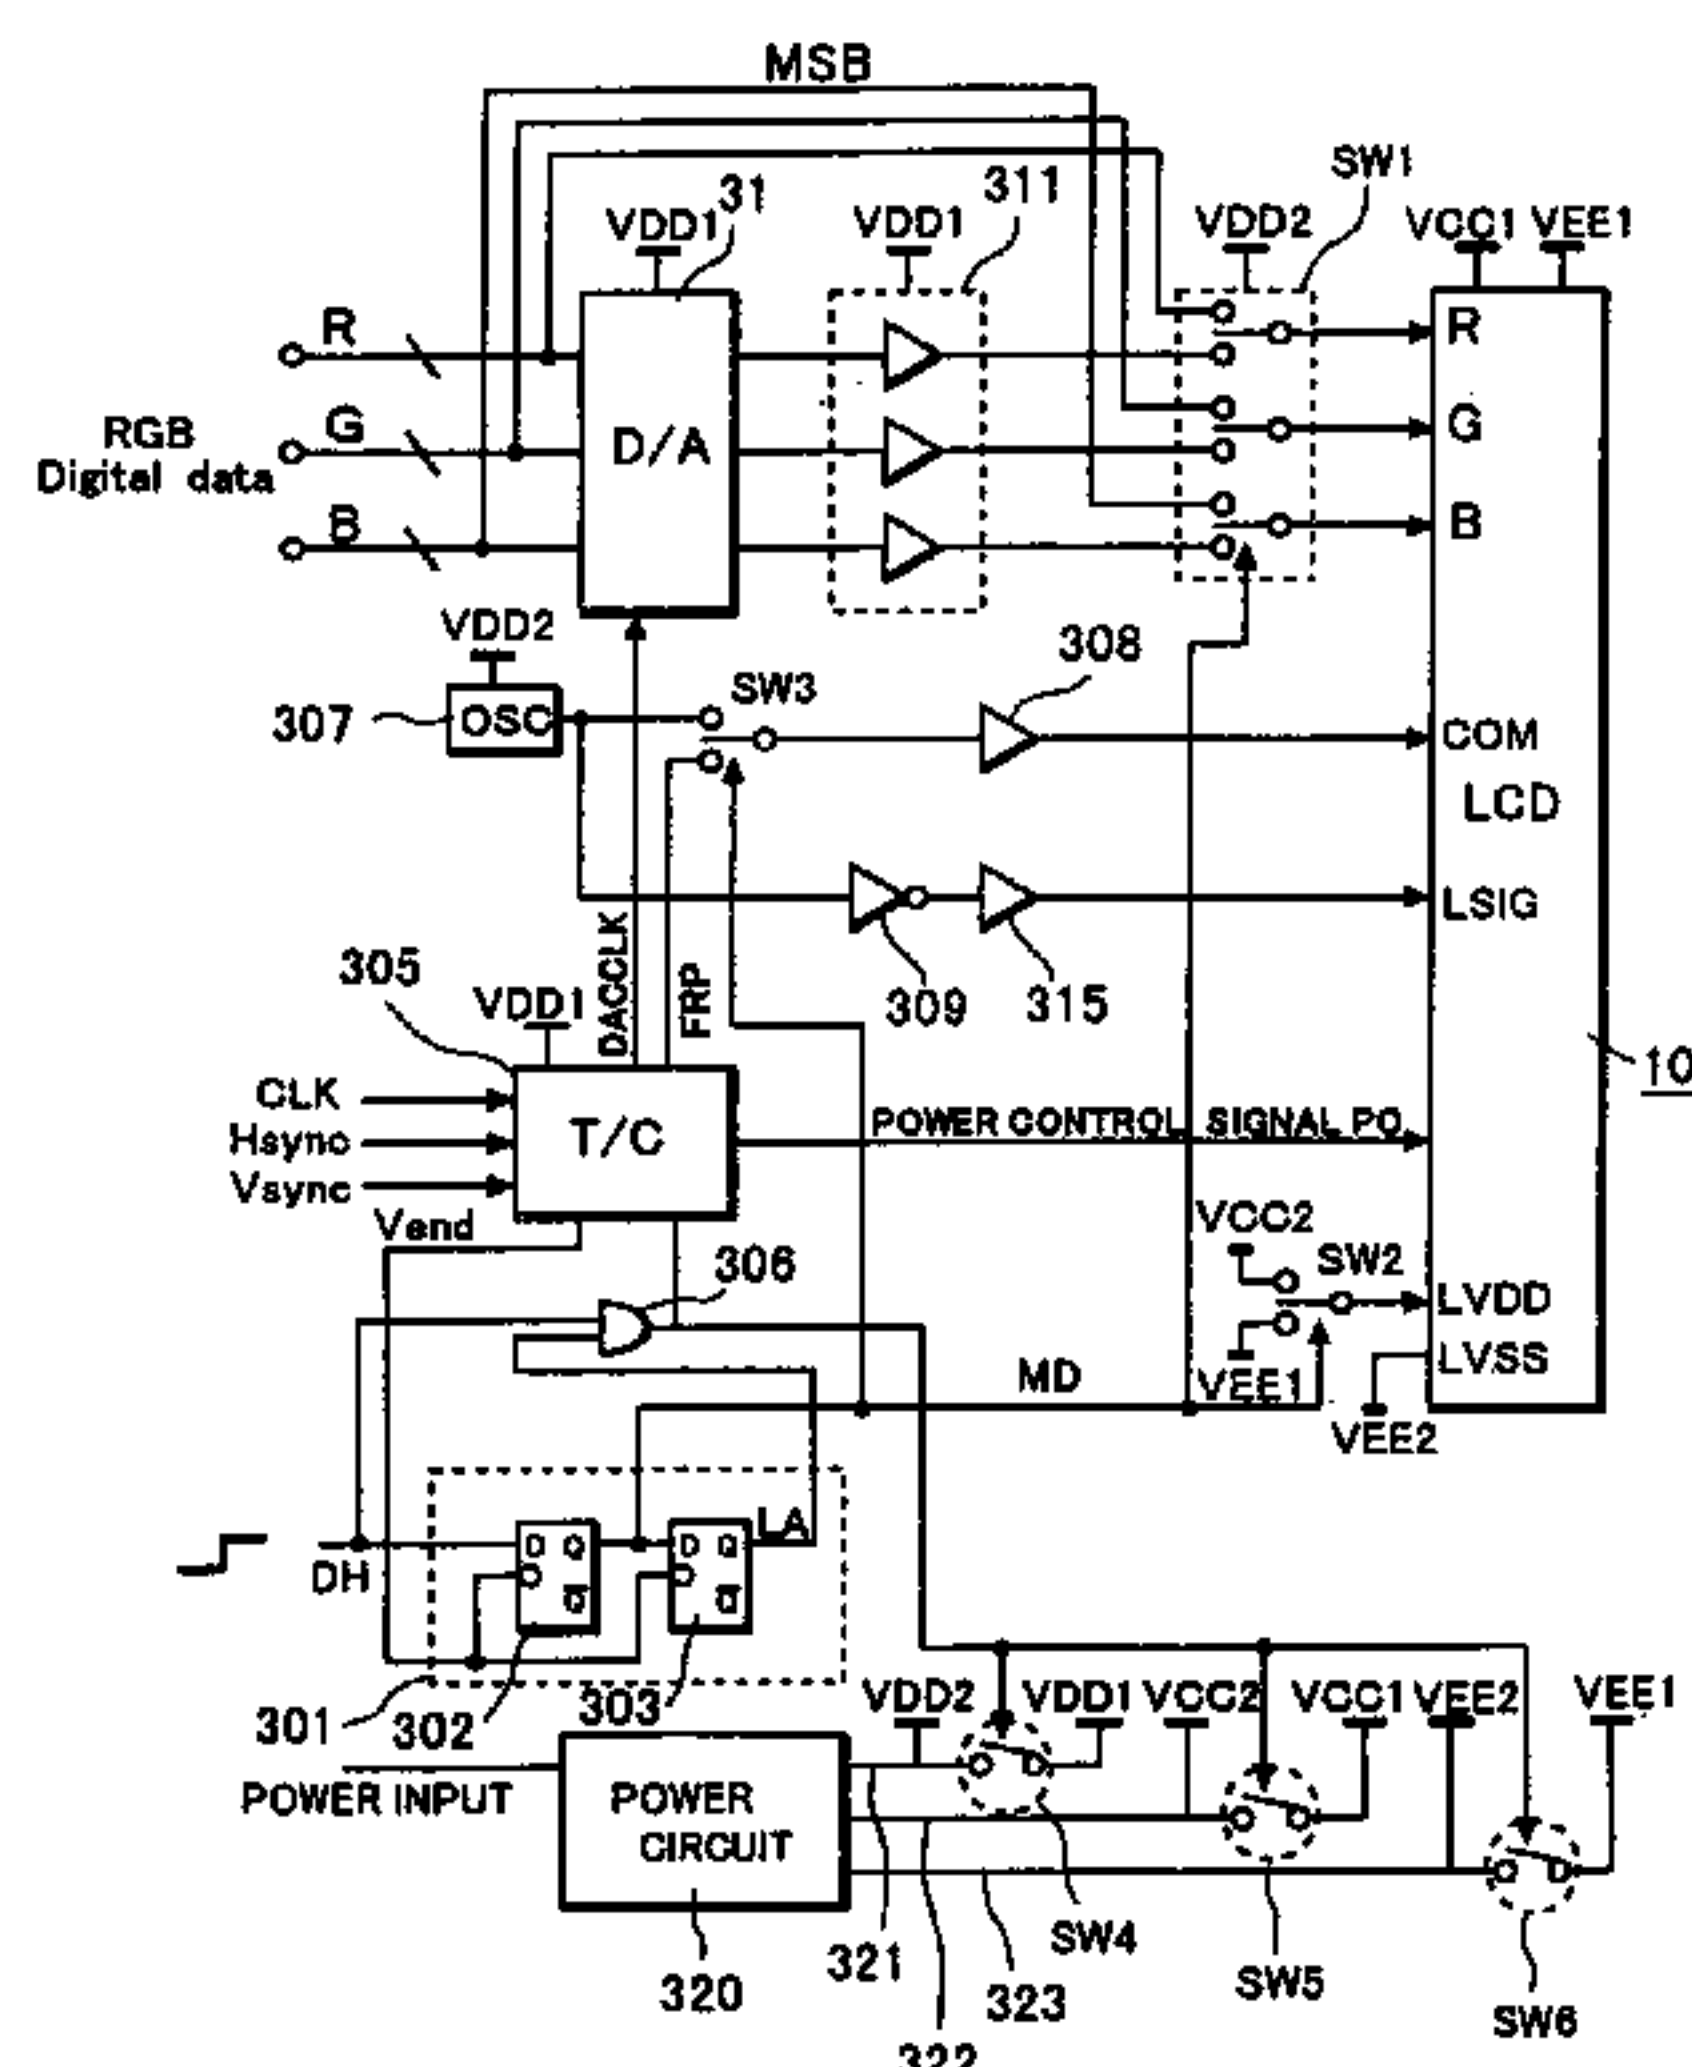 MSB
31
311
SW1
VDD1
VDD1
VDD2
VCC1
VEE1
R
R
G
D/A
G
RGB
Digital data
B
B
VDD2
308
SW3
307
OSC
COM
LCD
LSIG
305
VDD1
DACCLK
FRP
309
315
10
CLK
Hsync
Vsync
T/C
POWER CONTROL SIGNAL PO
Vend
306
VCC2
SW2
LVDD
LVSS
VEE1
VEE2
MD
LA
DH
D Q
Q
D Q
Q
301
302
303
VDD2
VDD1
VCC2
VCC1
VEE2
VEE1
POWER INPUT
POWER
CIRCUIT
SW4
321
320
323
SW5
SW6
322